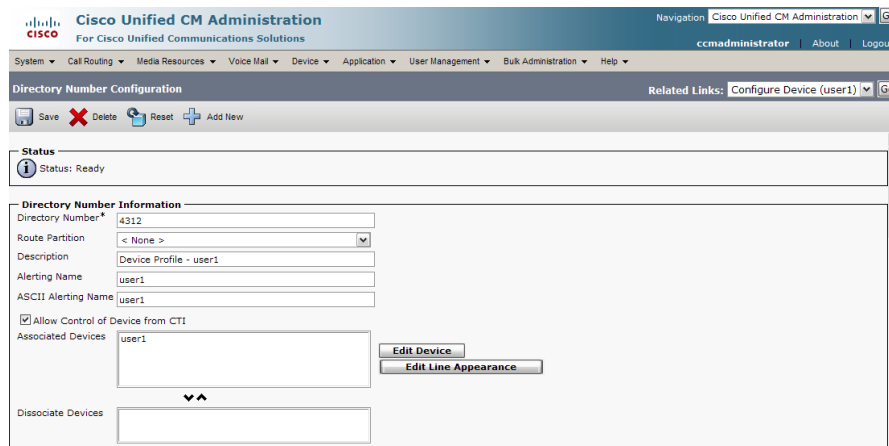 Cisco Unified CM Administration
Navigation Cisco Unified CM Administration G
CISCO For Cisco Unified Communications Solutions
ccmadministrator | About | Logou
System Call Routing Media Resources Voice Mail Device Application User Management Bulk Administration Help
Directory Number Configuration
Related Links: Configure Device (user1) G
Save Delete Reset Add New
Status
Status: Ready
Directory Number Information
Directory Number* 4312
Route Partition < None >
Description Device Profile - user1
Alerting Name user1
ASCII Alerting Name user1
Allow Control of Device from CTI
Associated Devices user1
Edit Device
Edit Line Appearance
Dissociate Devices